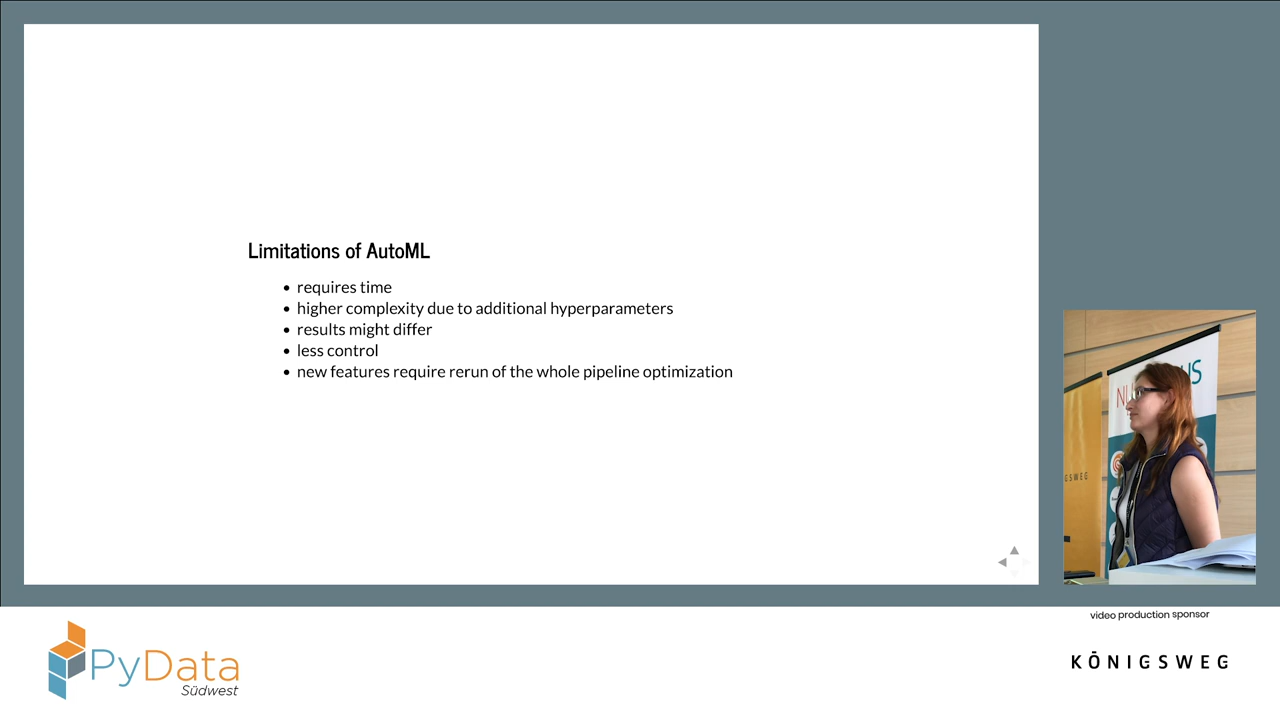 Limitations of AutoML
requires time
higher complexity due to additional hyperparameters
results might differ
less control
new features require rerun of the whole pipeline optimization
GSWEG
video production sponsor
KÖNIGSWEG
PyData
Südwest